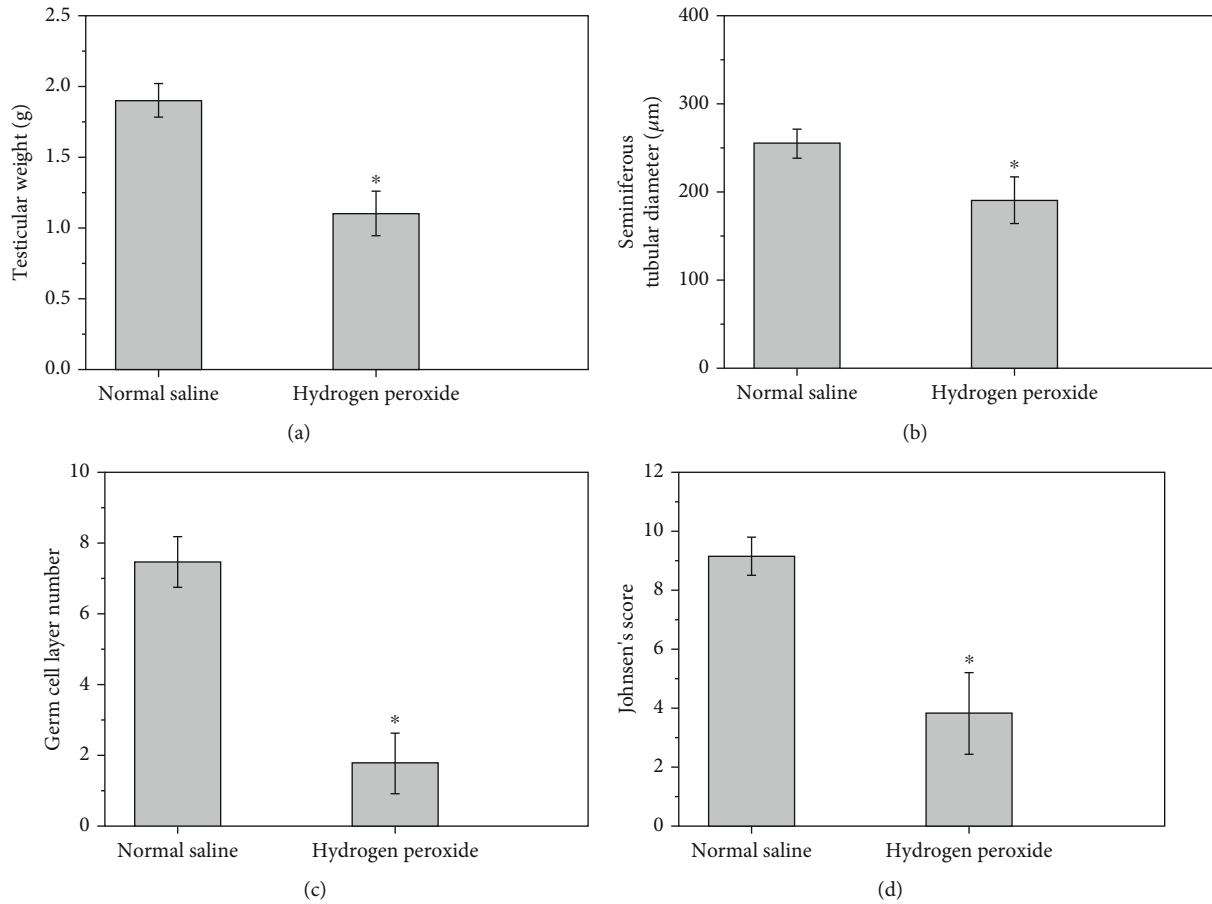 2.5
2.0
1.5
1.0
0.5
0.0
Testicular weight (g)
*
Normal saline
Hydrogen peroxide
(a)
400
300
200
100
0
Seminiferous
tubular diameter (μm)
*
Normal saline
Hydrogen peroxide
(b)
10
8
6
4
2
0
Germ cell layer number
*
Normal saline
Hydrogen peroxide
(c)
12
10
8
6
4
2
0
Johnsen's score
*
Normal saline
Hydrogen peroxide
(d)